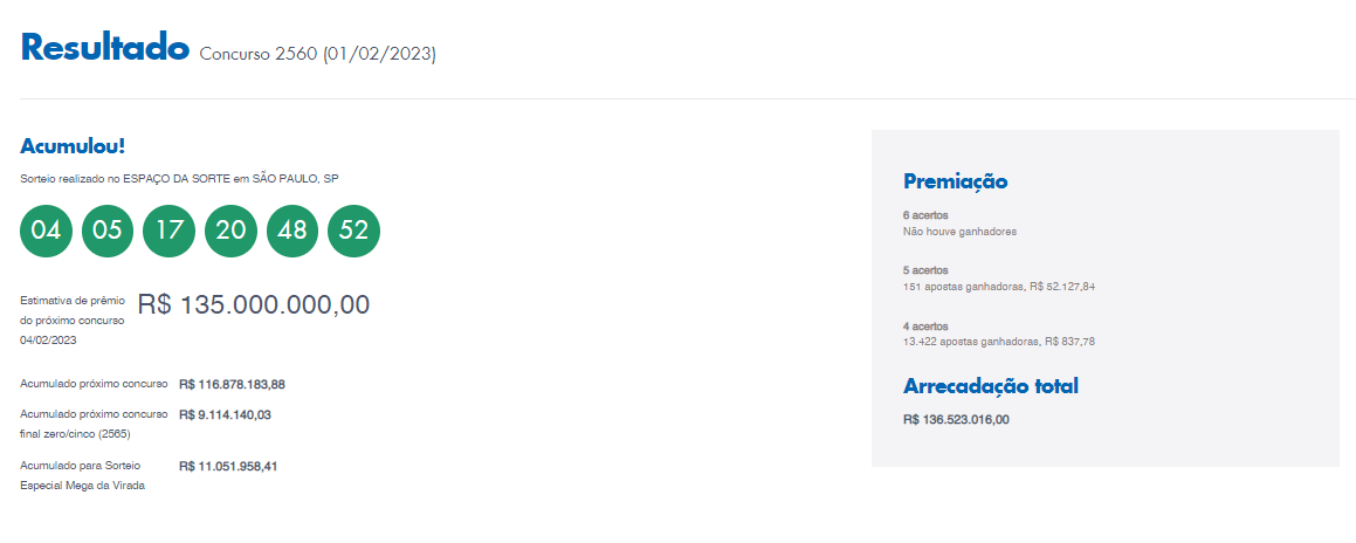 Resultado Concurso 2560 (01/02/2023)
Acumulou!
Sorteio realizado no ESPAÇO DA SORTE em SÃO PAULO, SP
04 05 17 20 48 52
Estimativa de prêmio
do próximo concurso
04/02/2023
R$ 135.000.000,00
Acumulado próximo concurso R$ 116.878.183,88
Acumulado próximo concurso R$ 9.114.140,03
final zero/cinco (2565)
Acumulado para Sorteio R$ 11.051.958,41
Especial Mega da Virada
Premiação
6 acertos
Não houve ganhadores
5 acertos
151 apostas ganhadoras, R$ 52.127,84
4 acertos
13.422 apostas ganhadoras, R$ 837,78
Arrecadação total
R$ 136.523.016,00